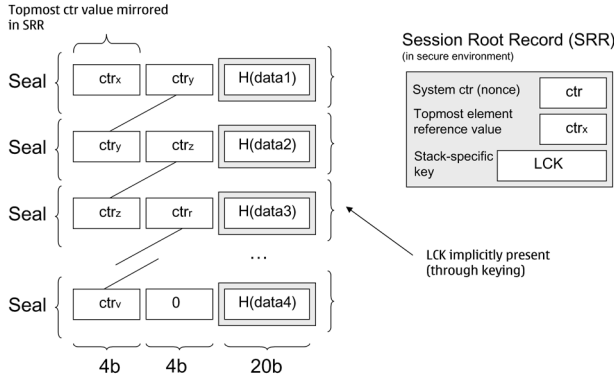 Topmost ctr value mirrored
in SRR
Seal ctrx ctry H(data1)
Seal ctry ctrz H(data2)
Seal ctrz ctrr H(data3)
...
Seal ctrv 0 H(data4)
4b 4b 20b
Session Root Record (SRR)
(in secure environment)
System ctr (nonce) ctr
Topmost element
reference value ctrx
Stack-specific
key LCK
LCK implicitly present
(through keying)